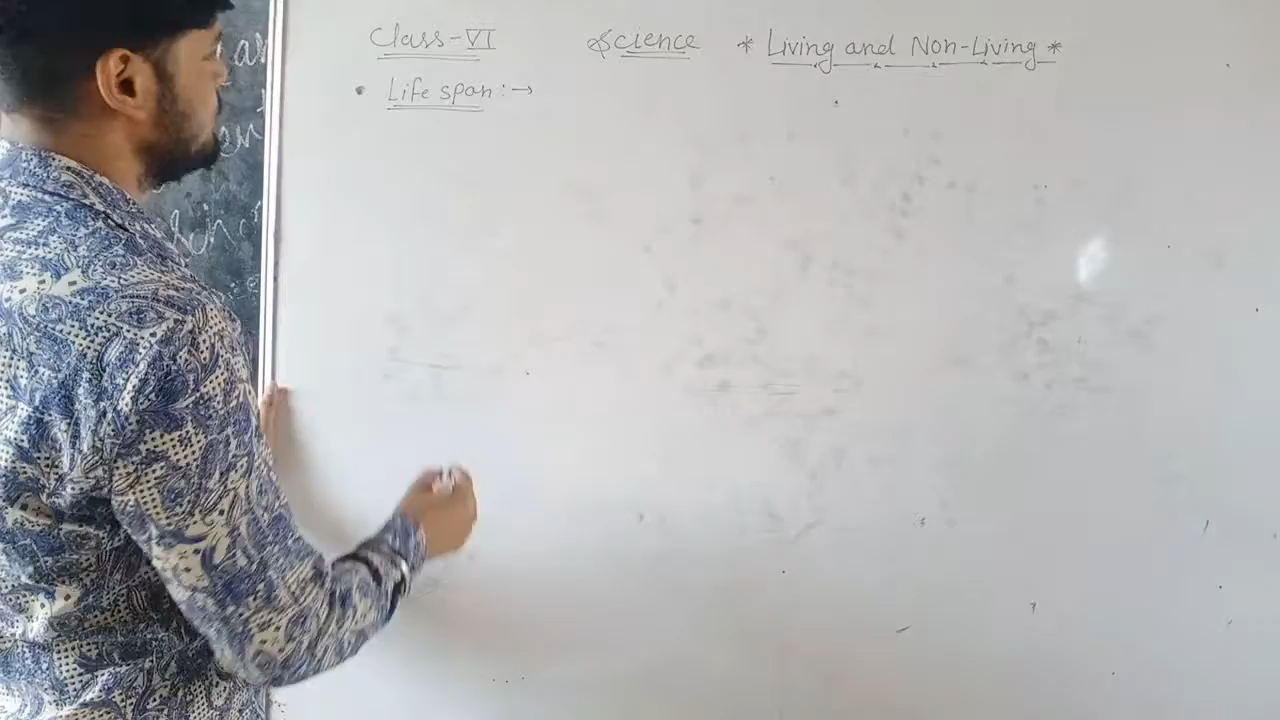 Class-VI Science * Living and Non-Living *
• Life span:→